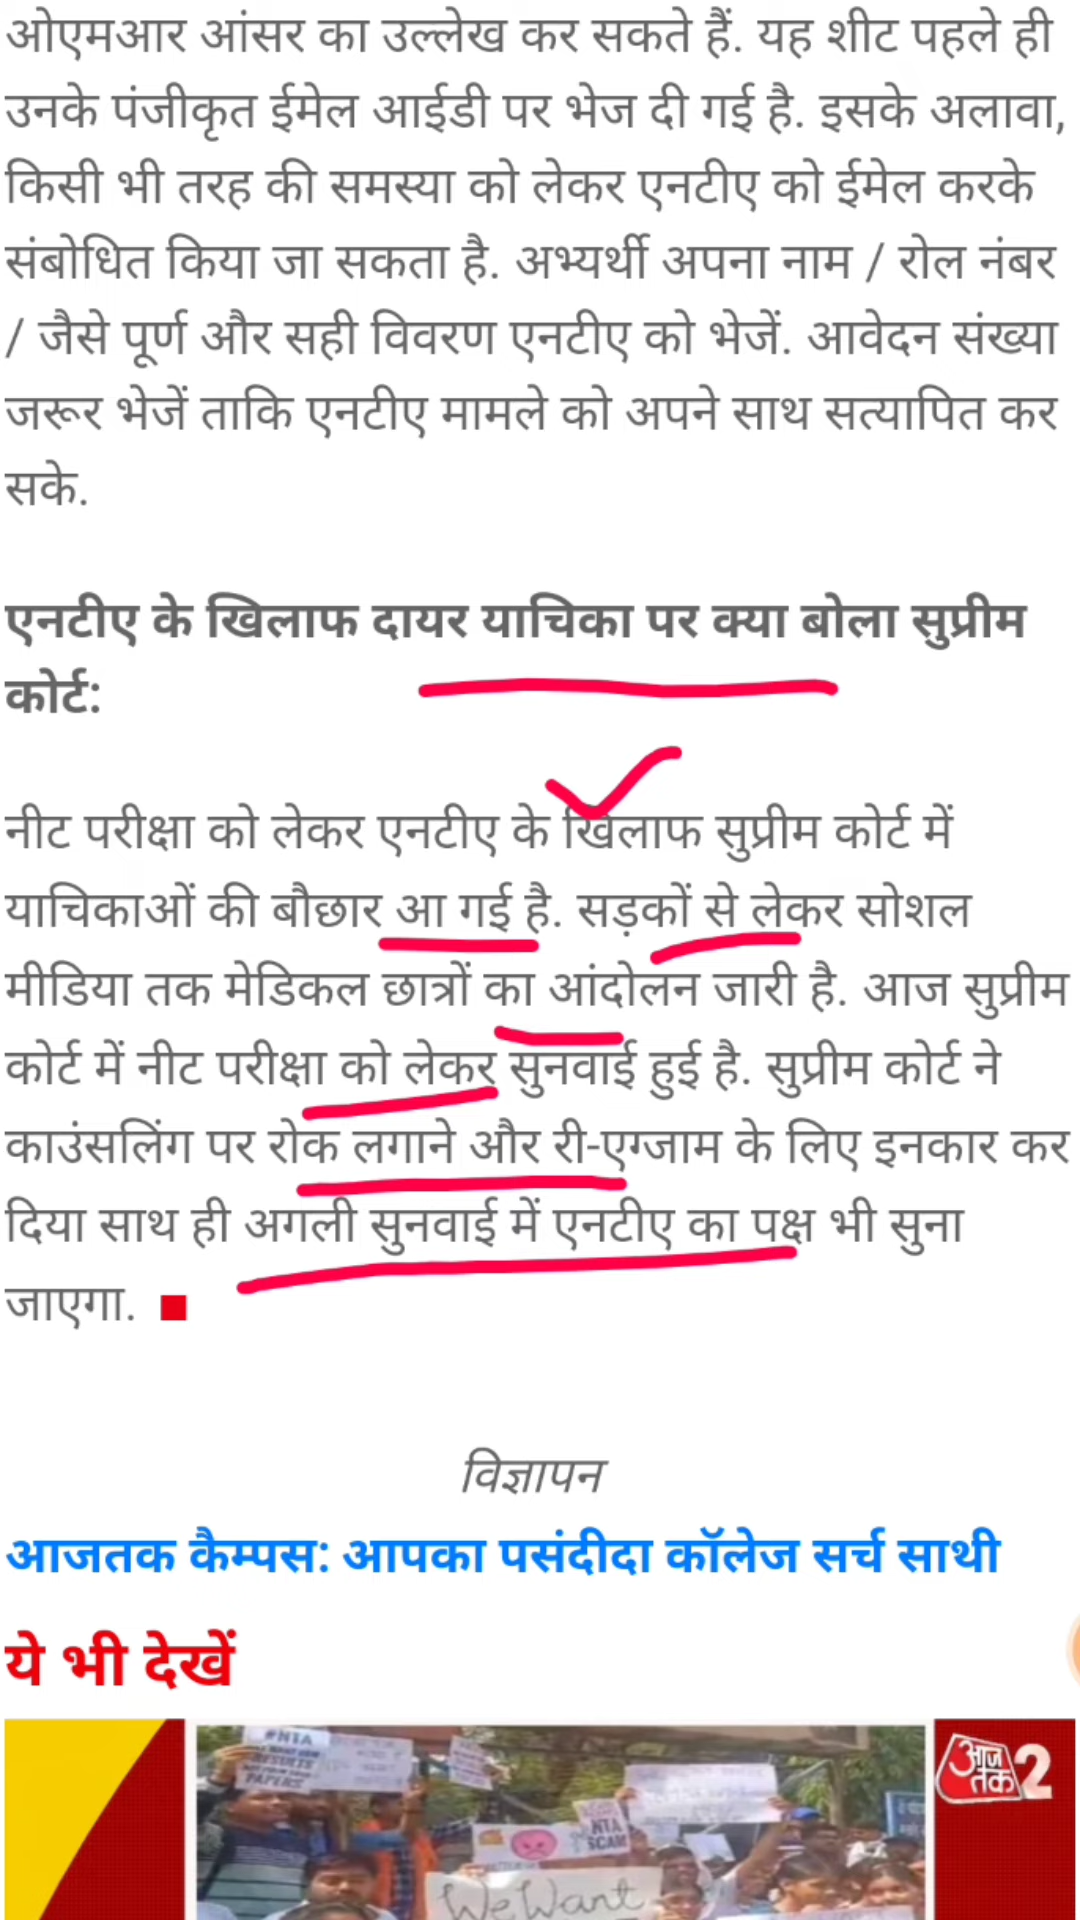 ओएमआर आंसर का उल्लेख कर सकते हैं. यह शीट पहले ही
उनके पंजीकृत ईमेल आईडी पर भेज दी गई है. इसके अलावा,
किसी भी तरह की समस्या को लेकर एनटीए को ईमेल करके
संबोधित किया जा सकता है. अभ्यर्थी अपना नाम / रोल नंबर
/ जैसे पूर्ण और सही विवरण एनटीए को भेजें. आवेदन संख्या
जरूर भेजें ताकि एनटीए मामले को अपने साथ सत्यापित कर
सके.
एनटीए के खिलाफ दायर याचिका पर क्या बोला सुप्रीम
कोर्ट:
नीट परीक्षा को लेकर एनटीए के खिलाफ सुप्रीम कोर्ट में
याचिकाओं की बौछार आ गई है. सड़कों से लेकर सोशल
मीडिया तक मेडिकल छात्रों का आंदोलन जारी है. आज सुप्रीम
कोर्ट में नीट परीक्षा को लेकर सुनवाई हुई है. सुप्रीम कोर्ट ने
काउंसलिंग पर रोक लगाने और री-एग्जाम के लिए इनकार कर
दिया साथ ही अगली सुनवाई में एनटीए का पक्ष भी सुना
जाएगा.
विज्ञापन
आजतक कैम्पस: आपका पसंदीदा कॉलेज सर्च साथी
ये भी देखें
#NTA
RESULTS
PAPERS
आज
तक 2
NTA
SCAM
We Want